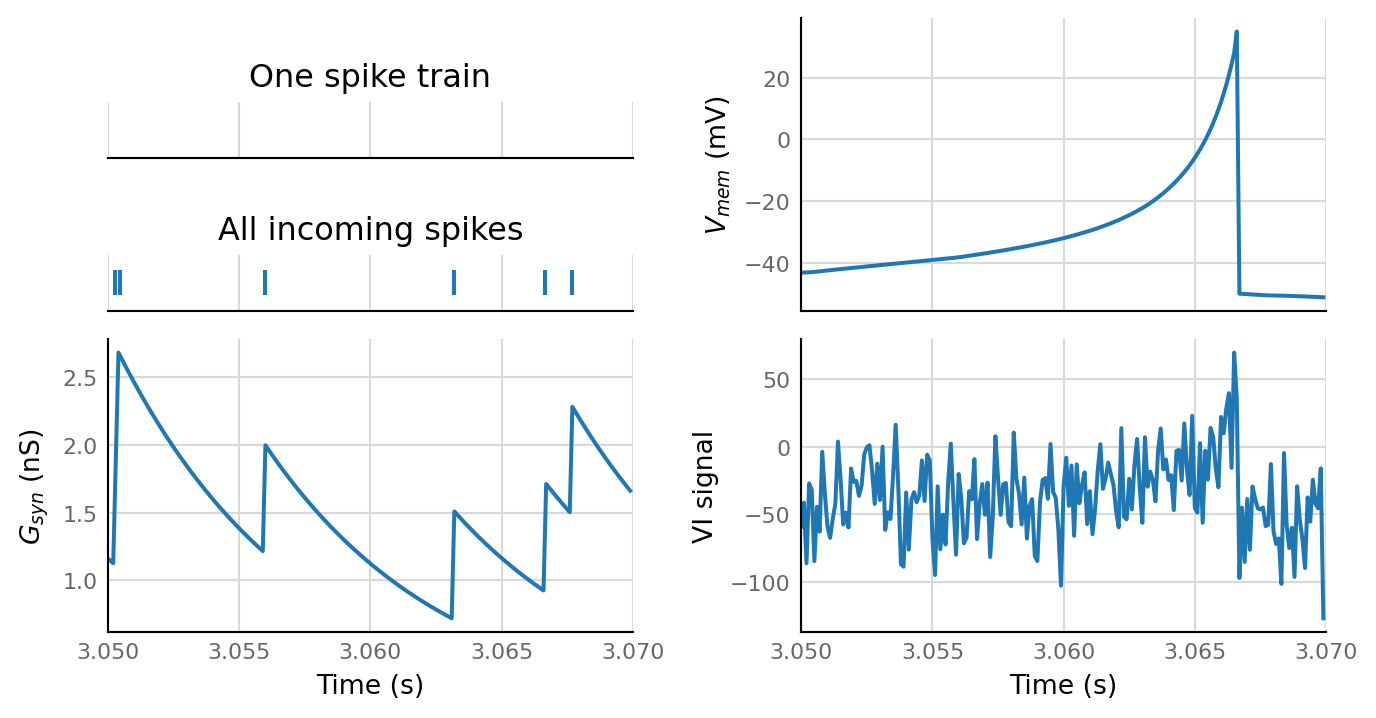 One spike train
All incoming spikes
G_syn (nS)
2.5
2.0
1.5
1.0
3.050 3.055 3.060 3.065 3.070
Time (s)
V_mem (mV)
20
0
−20
−40
VI signal
50
0
−50
−100
3.050 3.055 3.060 3.065 3.070
Time (s)